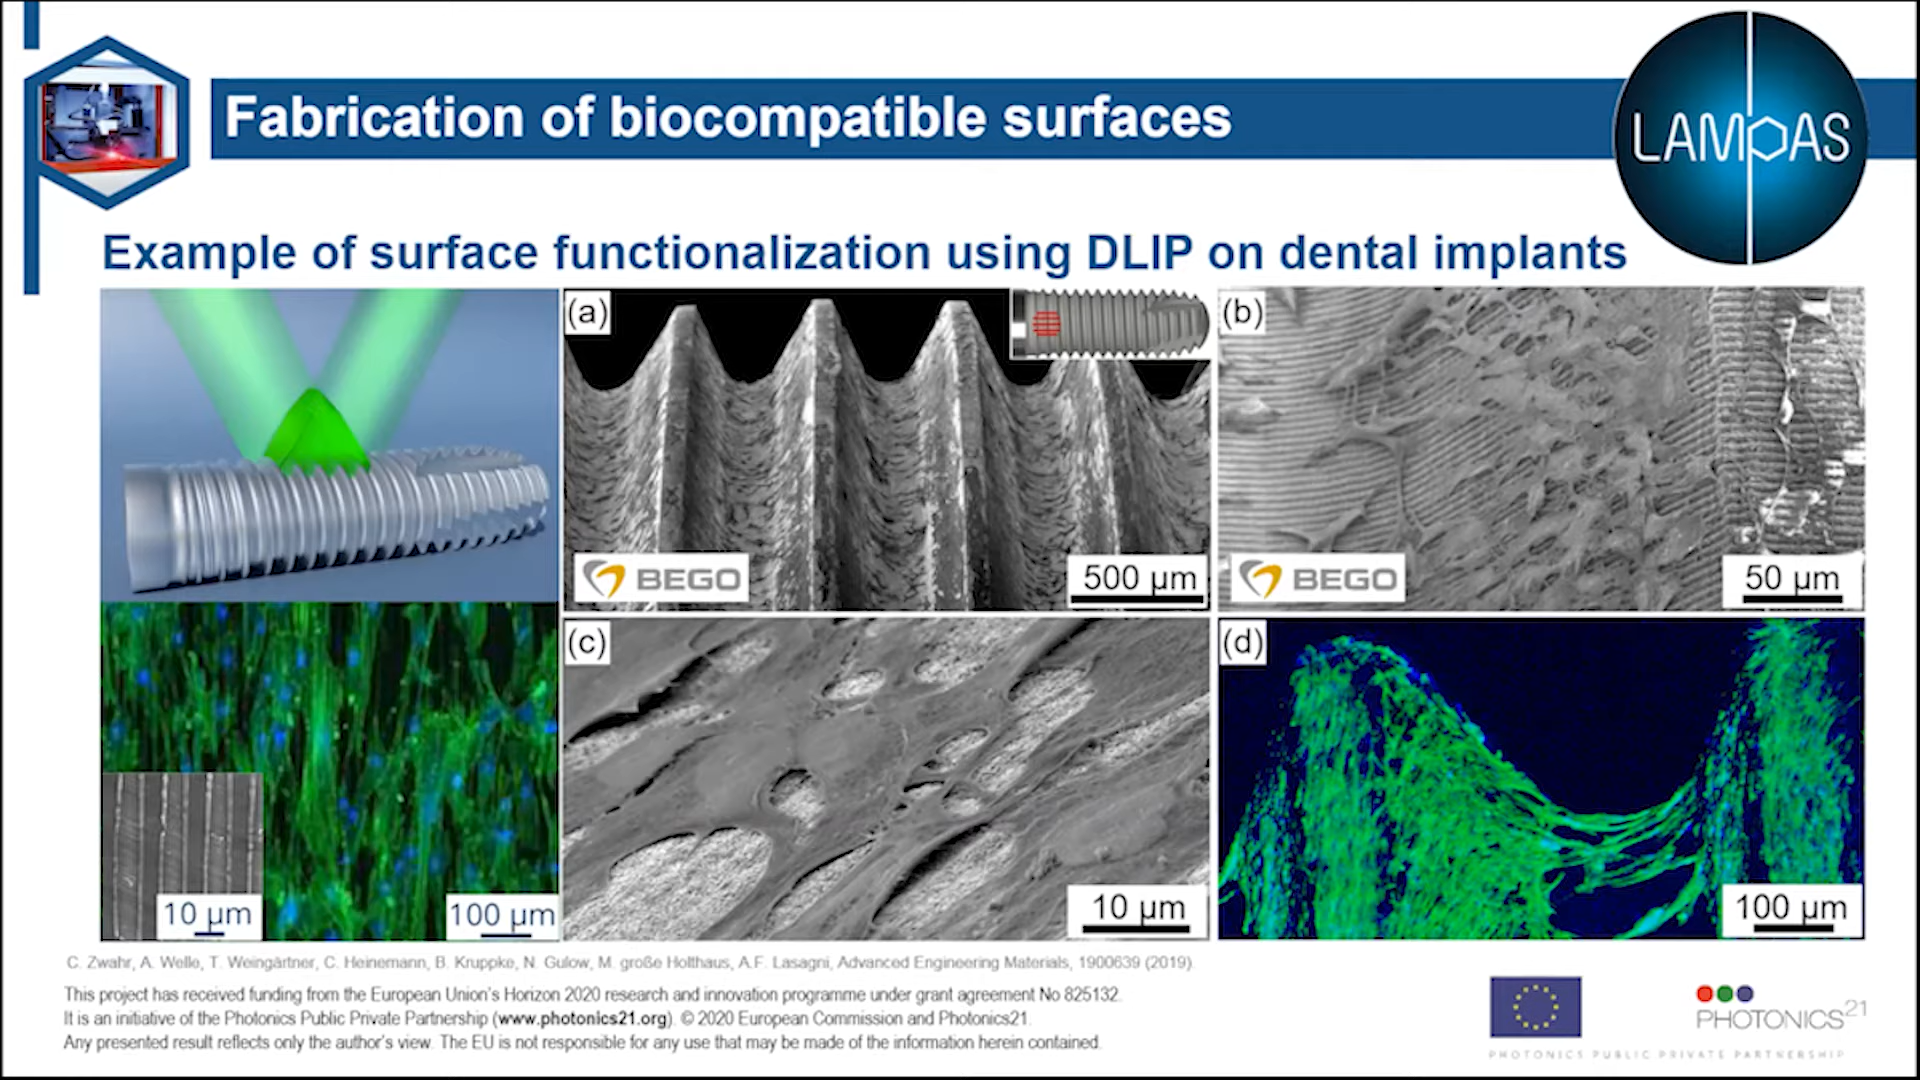 Fabrication of biocompatible surfaces
LAMPAS
Example of surface functionalization using DLIP on dental implants
(a)
(b)
BEGO
500 µm
BEGO
50 µm
(c)
(d)
10 µm
100 µm
10 µm
100 µm
C. Zwahr, A. Welle, T. Weingärtner, C. Heinemann, B. Kruppke, N. Gulow, M. große Holthaus, A.F. Lasagni, Advanced Engineering Materials, 1900639 (2019).
This project has received funding from the European Union's Horizon 2020 research and innovation programme under grant agreement No 825132.
It is an initiative of the Photonics Public Private Partnership (www.photonics21.org). © 2020 European Commission and Photonics21.
Any presented result reflects only the author's view. The EU is not responsible for any use that may be made of the information herein contained.
PHOTONICS21
PHOTONICS PUBLIC PRIVATE PARTNERSHIP